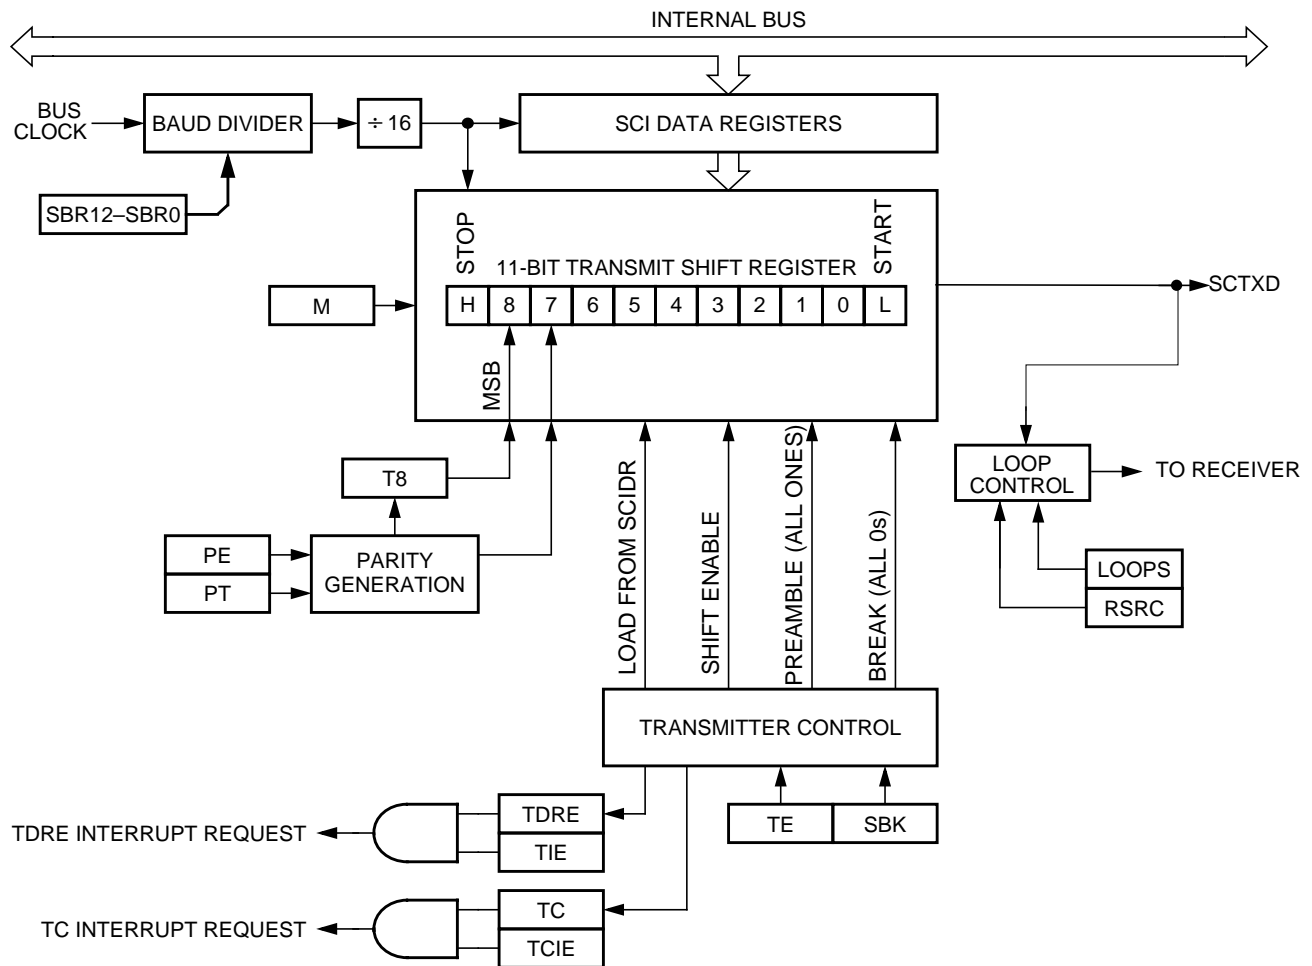 INTERNAL BUS
BUS
CLOCK
BAUD DIVIDER
÷ 16
SCI DATA REGISTERS
SBR12–SBR0
STOP
11-BIT TRANSMIT SHIFT REGISTER
START
M
H 8 7 6 5 4 3 2 1 0 L
SCTXD
MSB
T8
LOOP
CONTROL
TO RECEIVER
PE
PT
PARITY
GENERATION
LOAD FROM SCIDR
SHIFT ENABLE
PREAMBLE (ALL ONES)
BREAK (ALL 0s)
LOOPS
RSRC
TRANSMITTER CONTROL
TDRE INTERRUPT REQUEST
TDRE
TIE
TE
SBK
TC INTERRUPT REQUEST
TC
TCIE